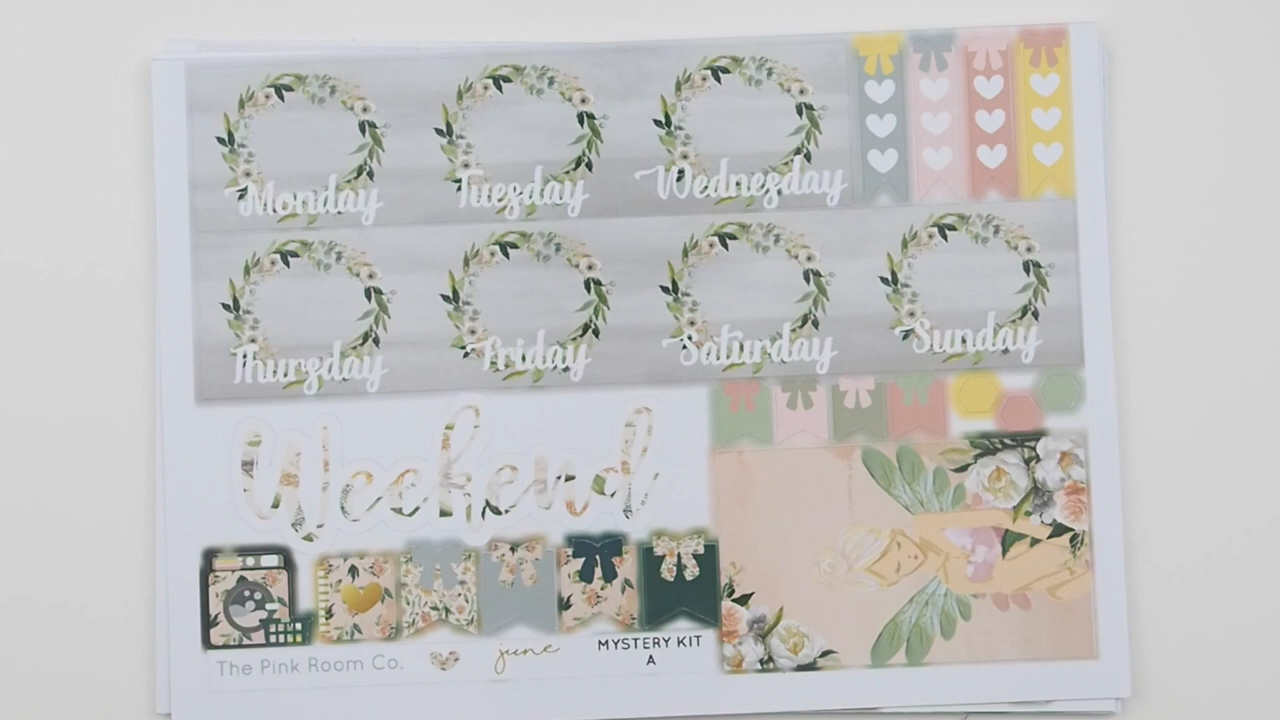 Monday Tuesday Wednesday
Thursday Friday Saturday Sunday
Weekend
The Pink Room Co. june MYSTERY KIT
A